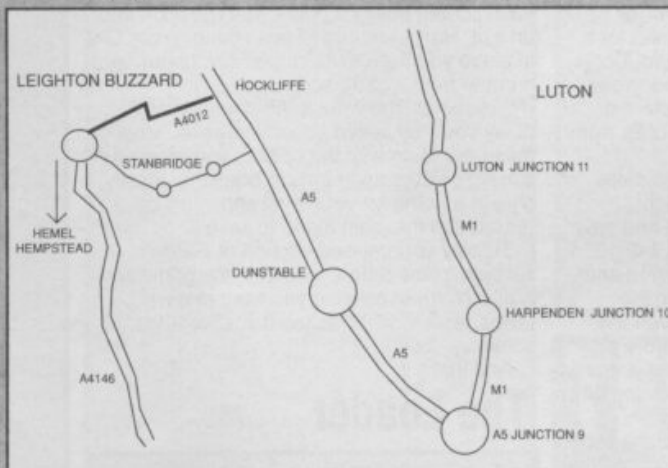 LEIGHTON BUZZARD
HOCKLIFFE
LUTON
A4012
STANBRIDGE
LUTON JUNCTION 11
A5
M1
HEMEL
HEMPSTEAD
DUNSTABLE
HARPENDEN JUNCTION 10
A5
M1
A4146
A5 JUNCTION 9